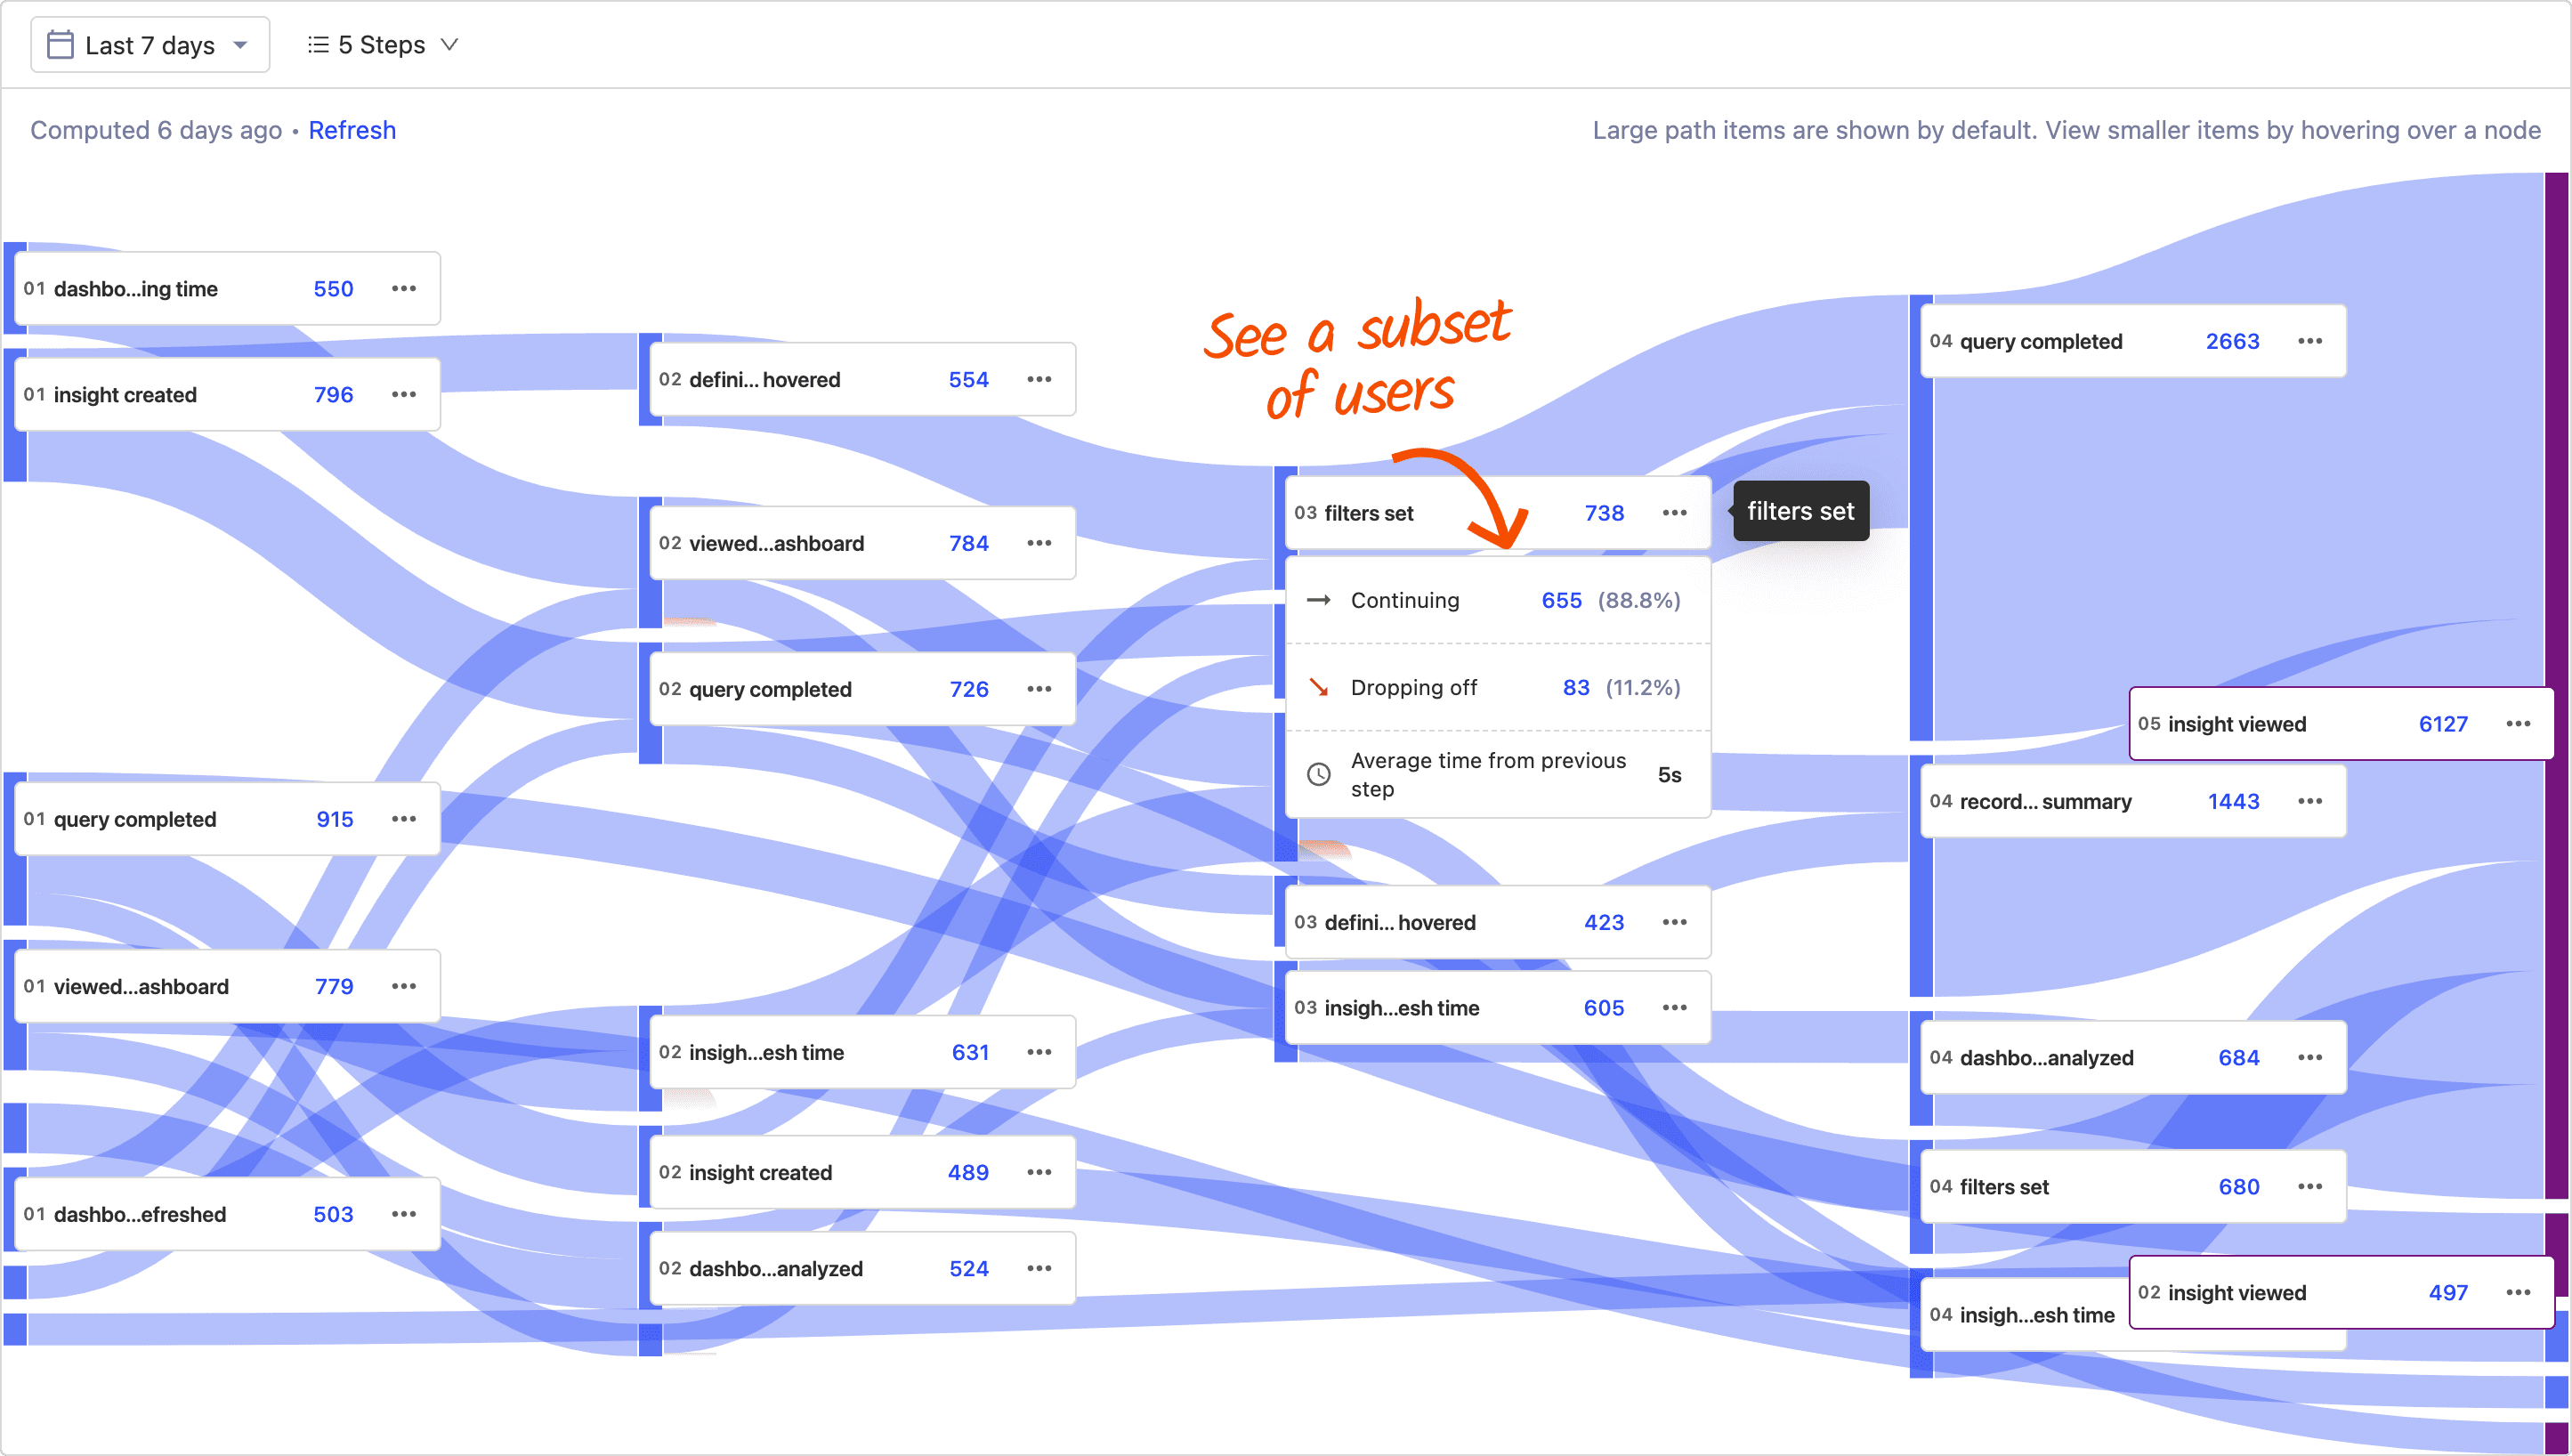 Last 7 days
5 Steps
Computed 6 days ago • Refresh
Large path items are shown by default. View smaller items by hovering over a node
01 dashbo...ing time 550
01 insight created 796
01 query completed 915
01 viewed...ashboard 779
01 dashbo...efreshed 503
02 defini... hovered 554
02 viewed...ashboard 784
02 query completed 726
02 insigh...esh time 631
02 insight created 489
02 dashbo...analyzed 524
See a subset
of users
03 filters set 738
filters set
Continuing 655 (88.8%)
Dropping off 83 (11.2%)
Average time from previous
step 5s
03 defini... hovered 423
03 insigh...esh time 605
04 query completed 2663
04 record... summary 1443
04 dashbo...analyzed 684
04 filters set 680
04 insigh...esh time
05 insight viewed 6127
02 insight viewed 497